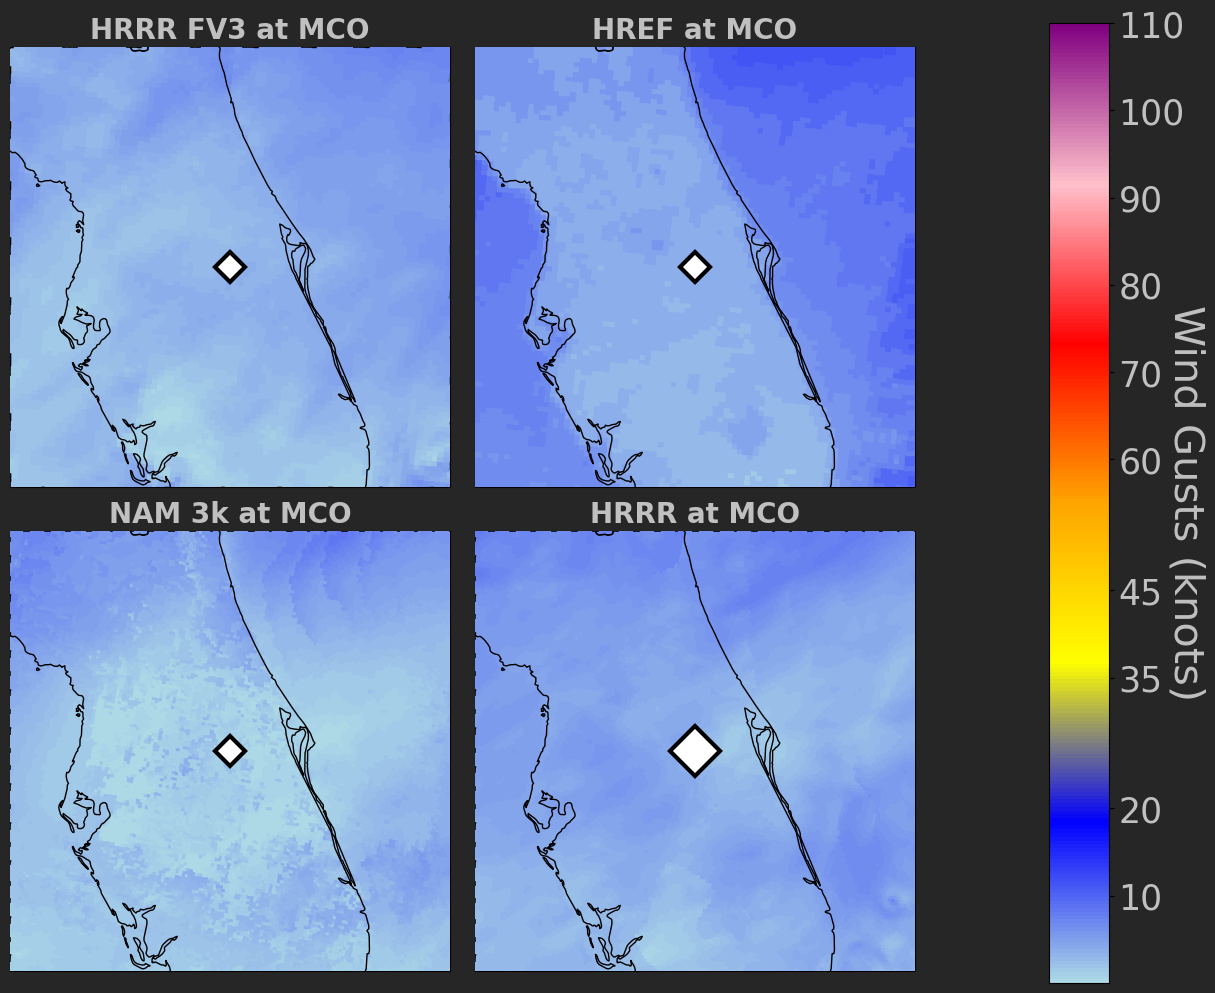 HRRR FV3 at MCO
HREF at MCO
NAM 3k at MCO
HRRR at MCO
110
100
90
80
70
60
45
35
20
10
Wind Gusts (knots)